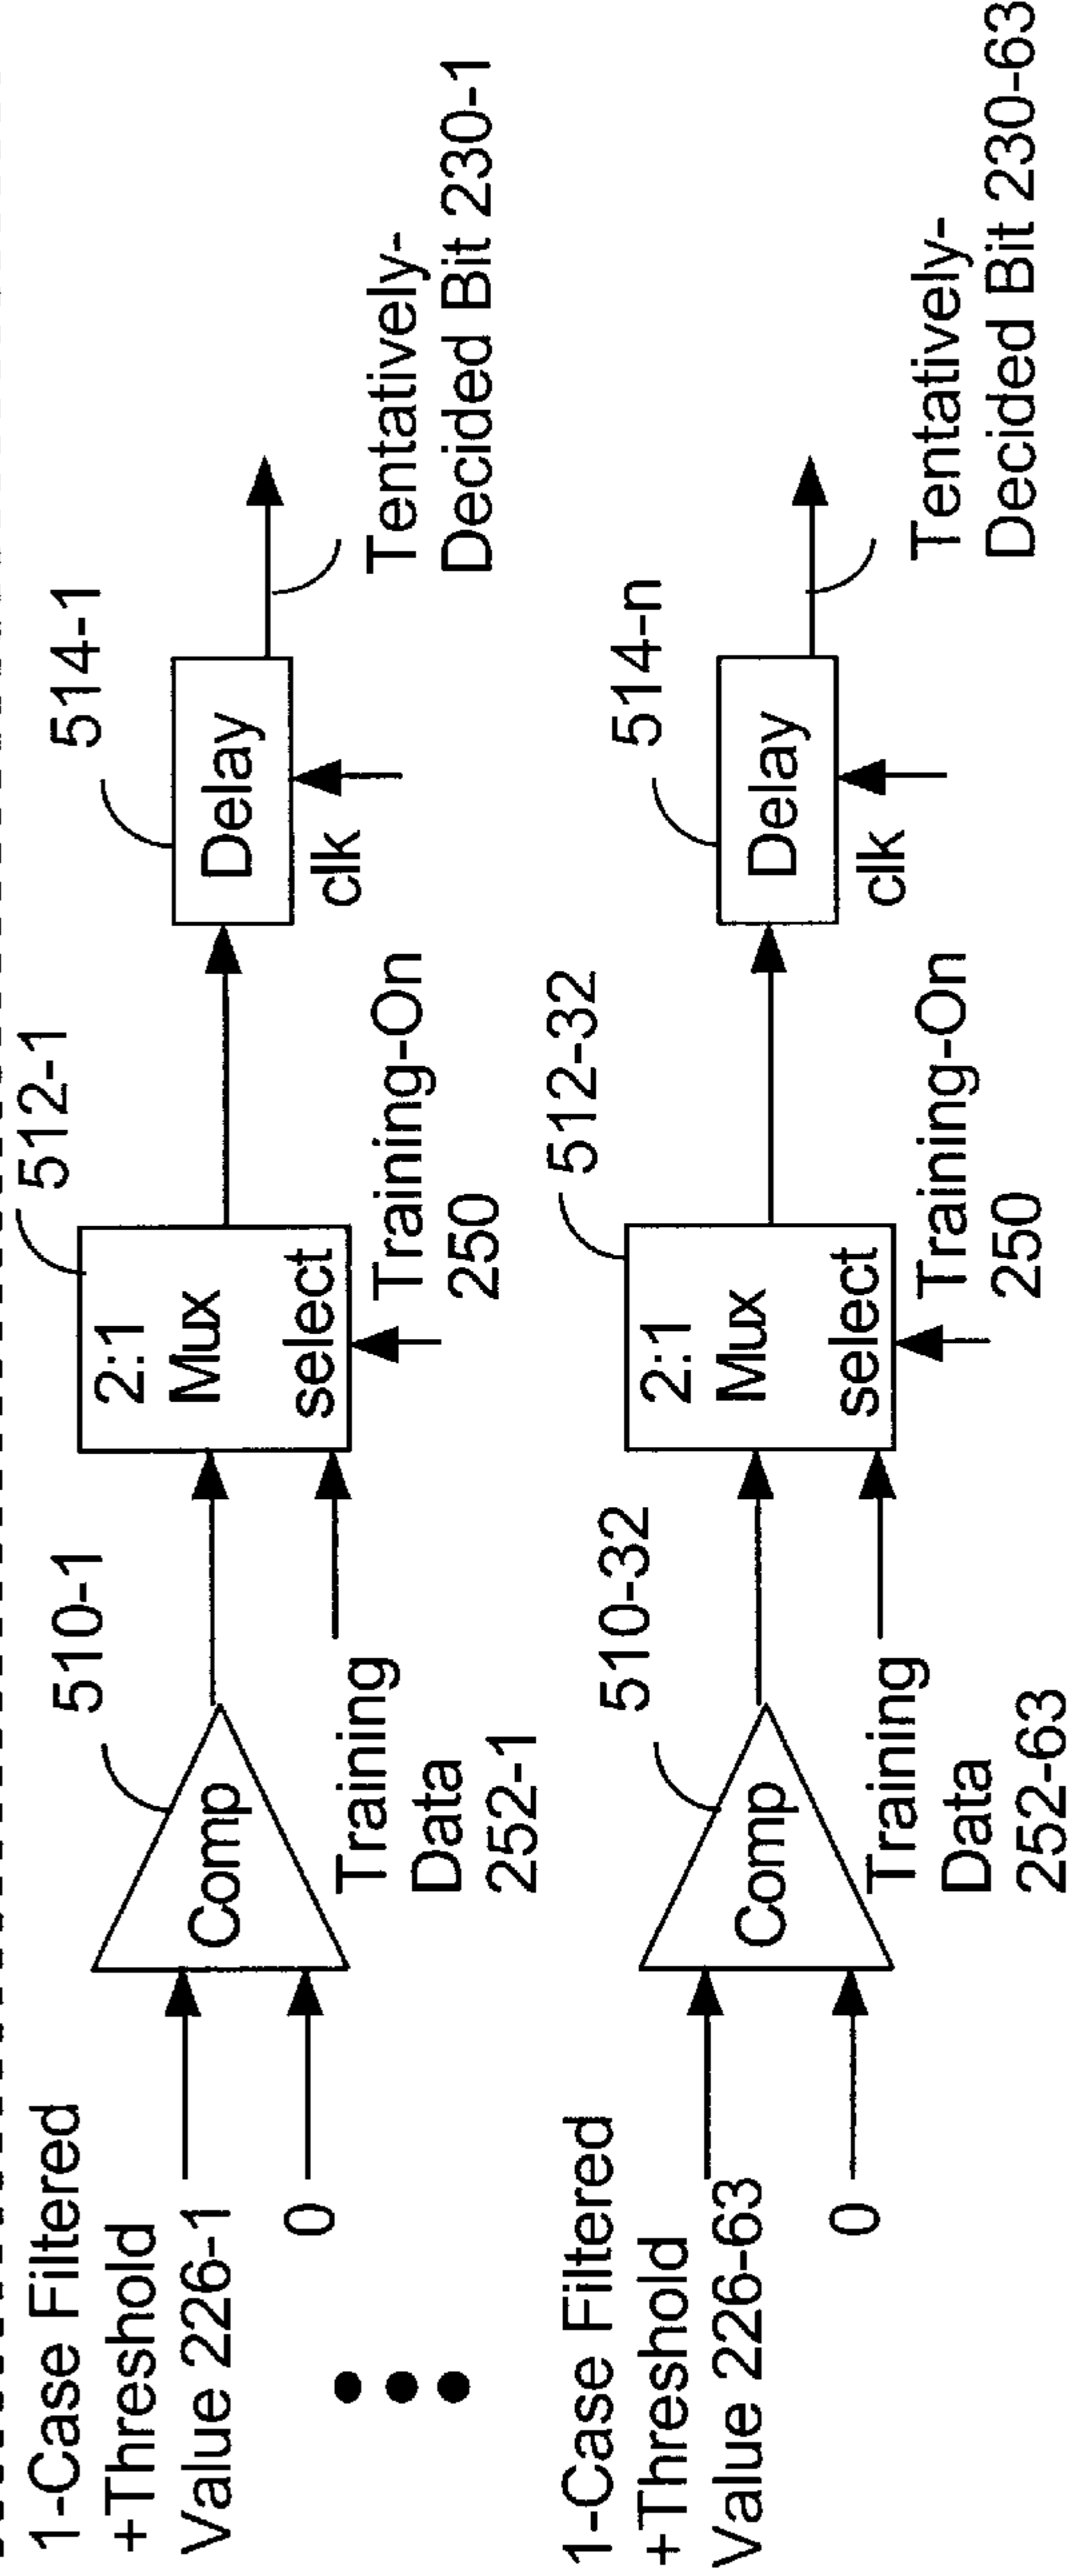 1-Case Filtered
+Threshold
Value 226-1
0
Comp
510-1
Training
Data
252-1
2:1
Mux
select
512-1
Training-On
250
Delay
514-1
clk
Tentatively-
Decided Bit 230-1
1-Case Filtered
+Threshold
Value 226-63
0
Comp
510-32
Training
Data
252-63
2:1
Mux
select
512-32
Training-On
250
Delay
514-n
clk
Tentatively-
Decided Bit 230-63